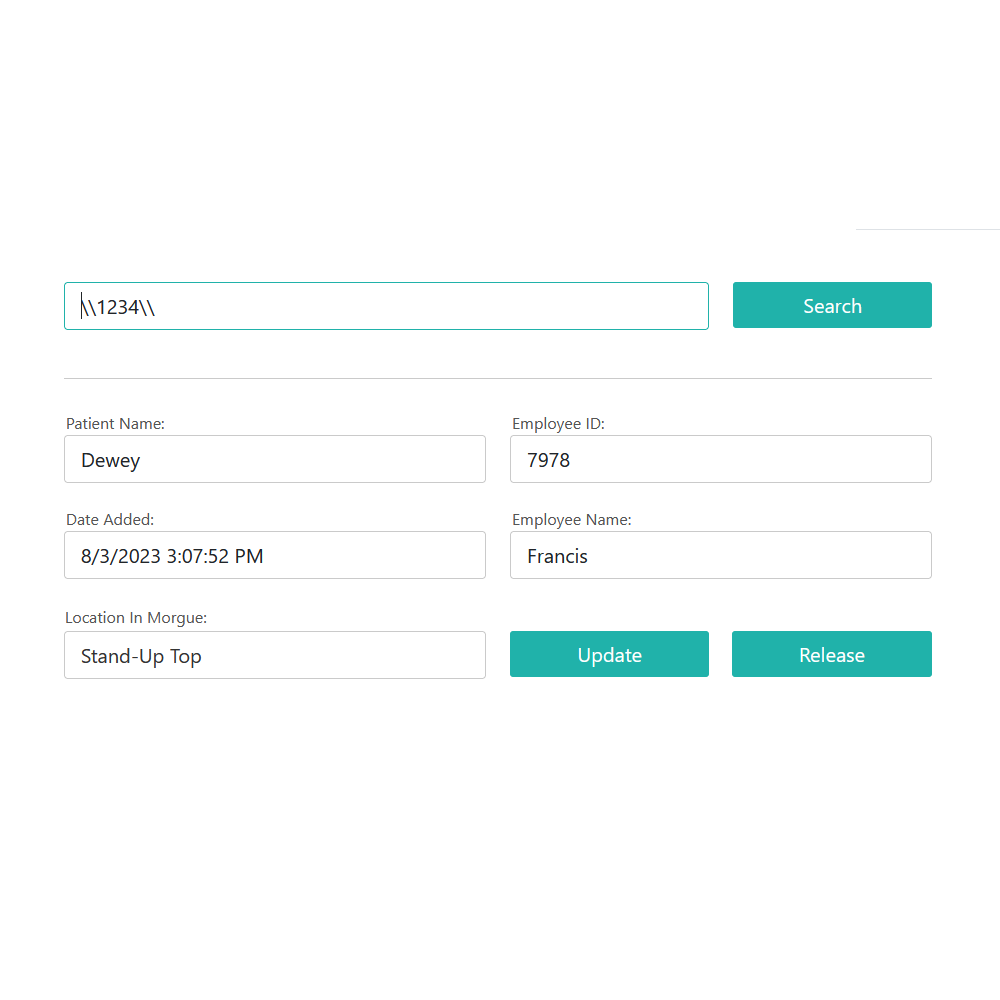 \\1234\\
Search
Patient Name:
Employee ID:
Dewey
7978
Date Added:
Employee Name:
8/3/2023 3:07:52 PM
Francis
Location In Morgue:
Stand-Up Top
Update
Release